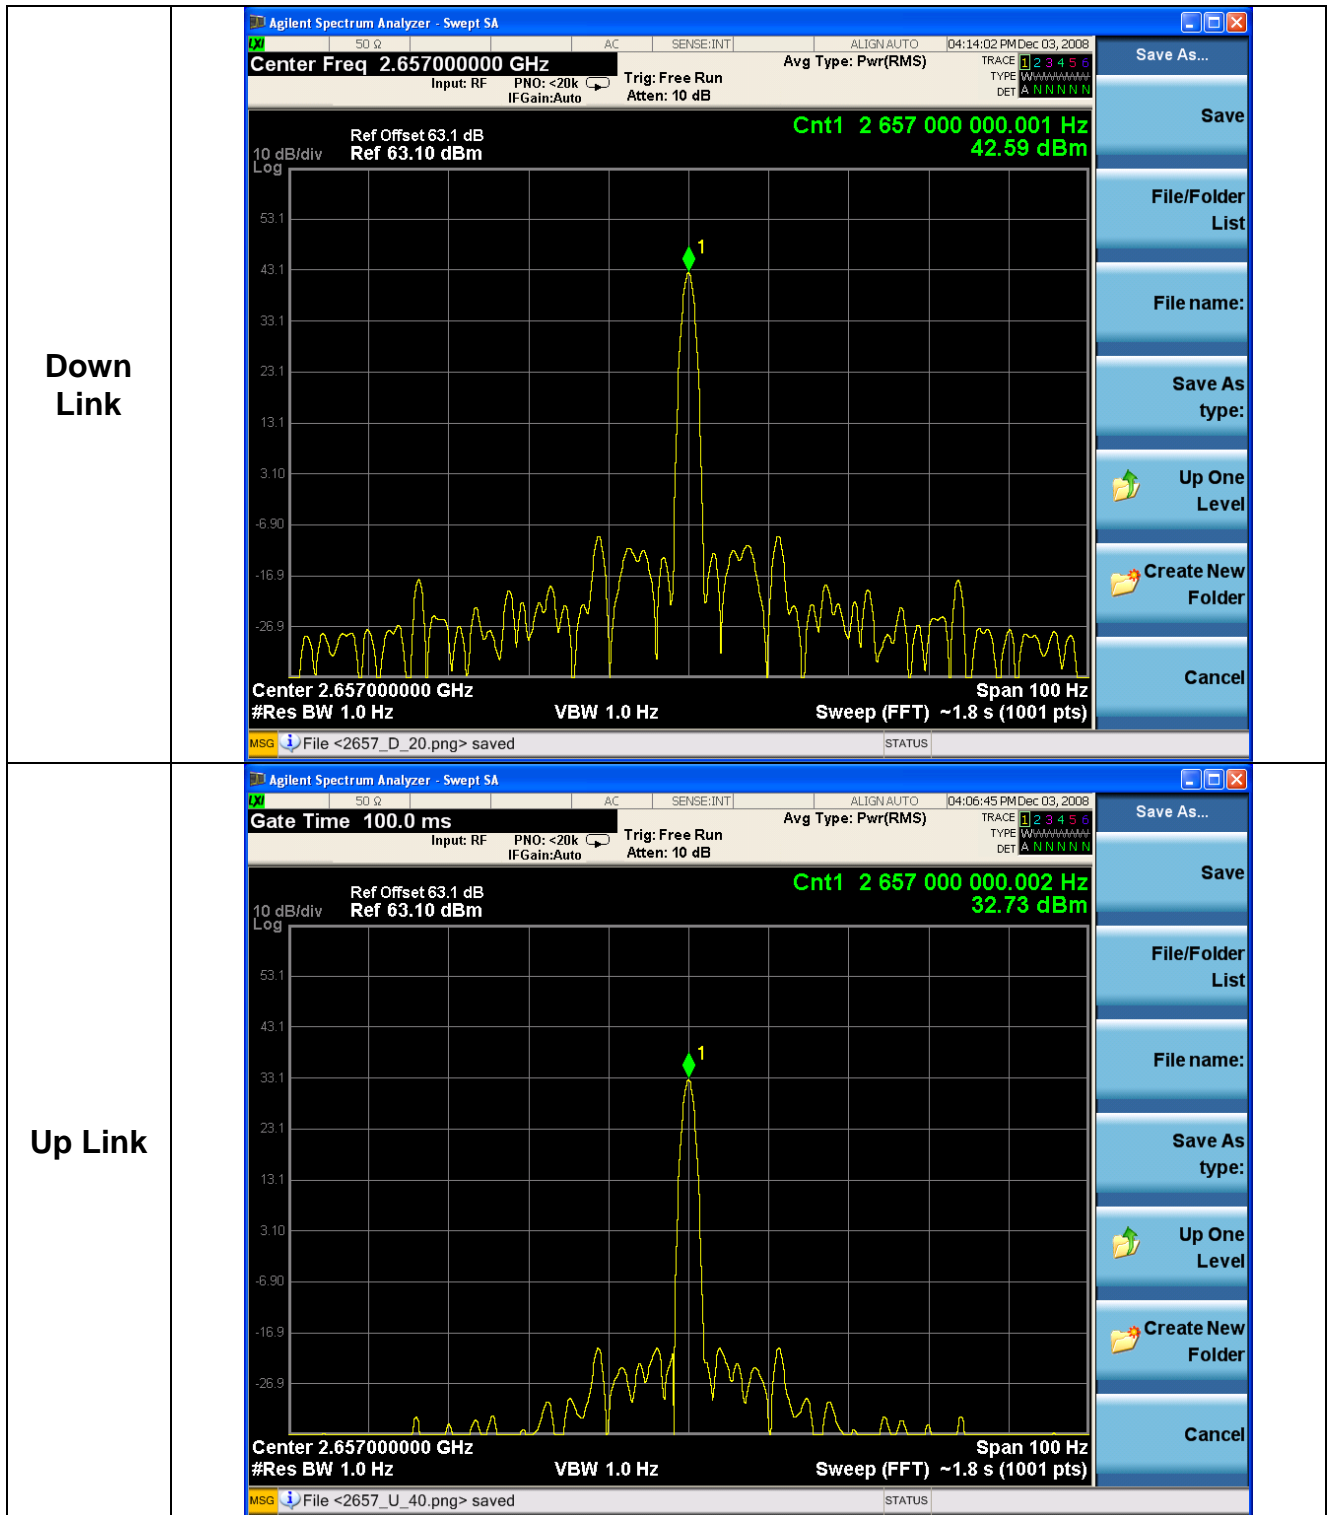 Down
Link
Agilent Spectrum Analyzer - Swept SA
LXI 50 Ω AC SENSE:INT ALIGN AUTO 04:14:02 PM Dec 03, 2008
Center Freq 2.657000000 GHz
Avg Type: Pwr(RMS)
TRACE 1 2 3 4 5 6
TYPE
DET A N N N N N
Input: RF PNO: <20k Trig: Free Run
IFGain:Auto Atten: 10 dB
Cnt1 2 657 000 000.001 Hz
42.59 dBm
Ref Offset 63.1 dB
10 dB/div Ref 63.10 dBm
Log
53.1
43.1
33.1
23.1
13.1
3.10
-6.90
-16.9
-26.9
1
Center 2.657000000 GHz Span 100 Hz
#Res BW 1.0 Hz VBW 1.0 Hz Sweep (FFT) ~1.8 s (1001 pts)
MSG File <2657_D_20.png> saved STATUS
Save As...
Save
File/Folder
List
File name:
Save As
type:
Up One
Level
Create New
Folder
Cancel
Up Link
Agilent Spectrum Analyzer - Swept SA
LXI 50 Ω AC SENSE:INT ALIGN AUTO 04:06:45 PM Dec 03, 2008
Gate Time 100.0 ms
Avg Type: Pwr(RMS)
TRACE 1 2 3 4 5 6
TYPE
DET A N N N N N
Input: RF PNO: <20k Trig: Free Run
IFGain:Auto Atten: 10 dB
Cnt1 2 657 000 000.002 Hz
32.73 dBm
Ref Offset 63.1 dB
10 dB/div Ref 63.10 dBm
Log
53.1
43.1
33.1
23.1
13.1
3.10
-6.90
-16.9
-26.9
1
Center 2.657000000 GHz Span 100 Hz
#Res BW 1.0 Hz VBW 1.0 Hz Sweep (FFT) ~1.8 s (1001 pts)
MSG File <2657_U_40.png> saved STATUS
Save As...
Save
File/Folder
List
File name:
Save As
type:
Up One
Level
Create New
Folder
Cancel